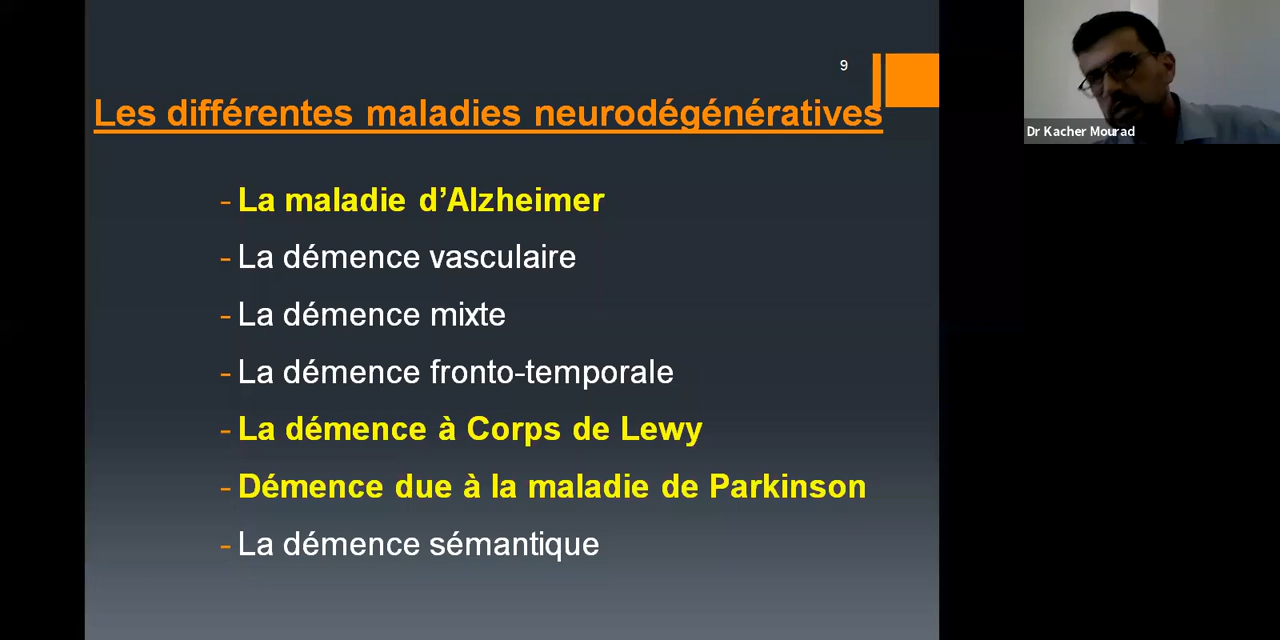 9
Les différentes maladies neurodégénératives
- La maladie d’Alzheimer
- La démence vasculaire
- La démence mixte
- La démence fronto-temporale
- La démence à Corps de Lewy
- Démence due à la maladie de Parkinson
- La démence sémantique
Dr Kacher Mourad